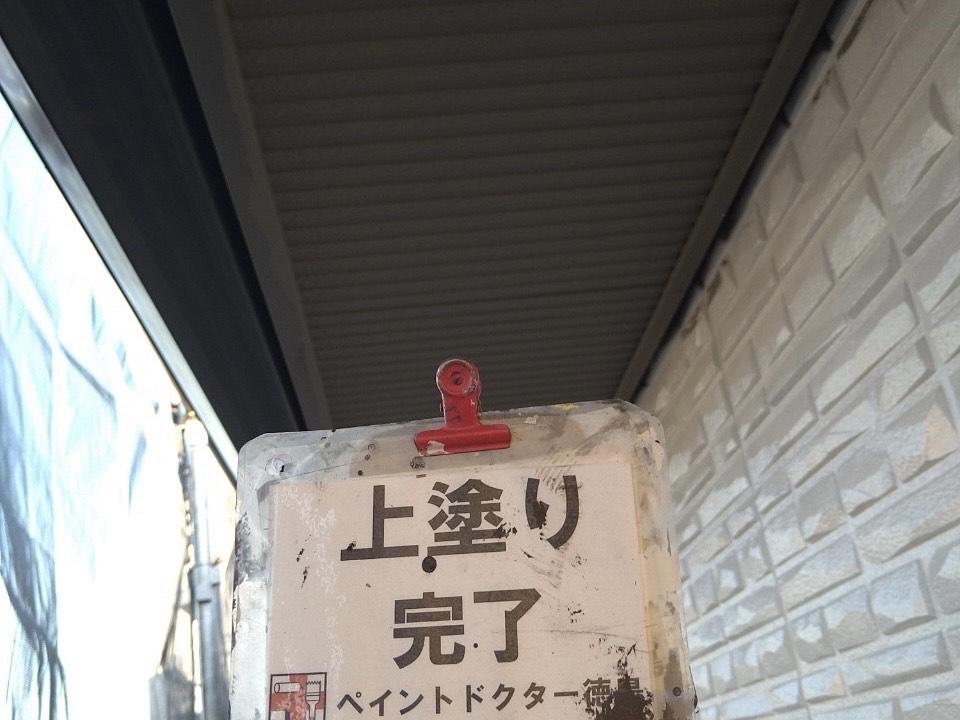 上塗り
完了
ペイントドクター徳島